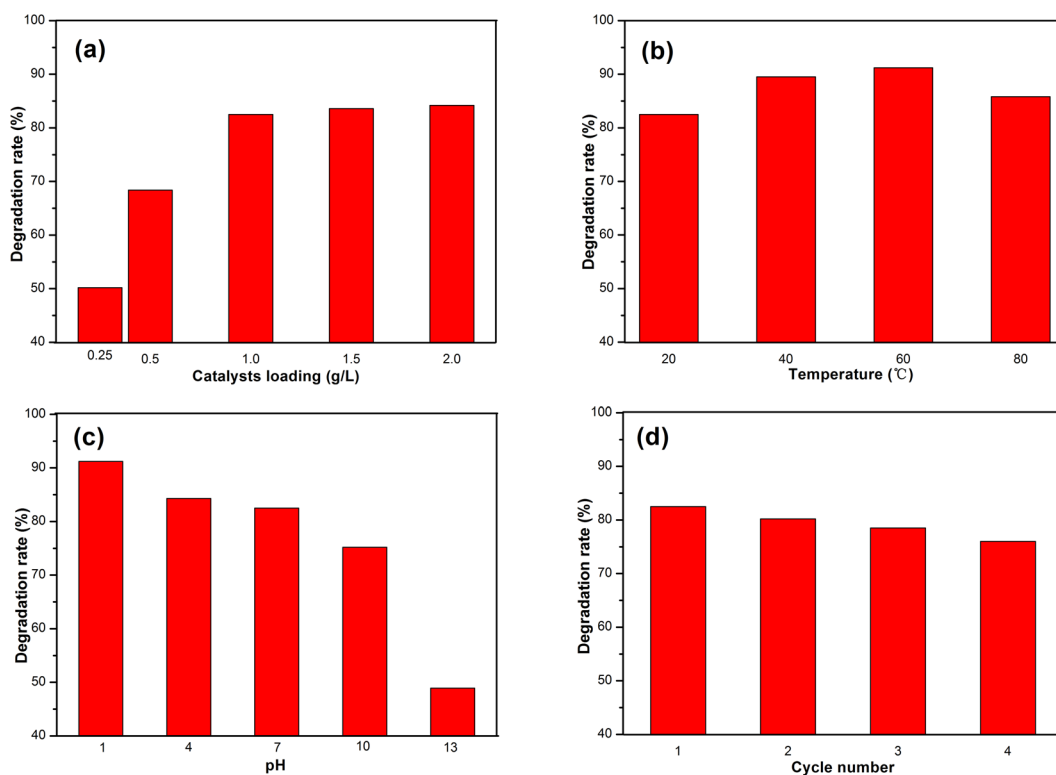 (a)
Degradation rate (%)
100
90
80
70
60
50
40
0.25 0.5 1.0 1.5 2.0
Catalysts loading (g/L)
(b)
Degradation rate (%)
100
90
80
70
60
50
40
20 40 60 80
Temperature (℃)
(c)
Degradation rate (%)
100
90
80
70
60
50
40
1 4 7 10 13
pH
(d)
Degradation rate (%)
100
90
80
70
60
50
40
1 2 3 4
Cycle number